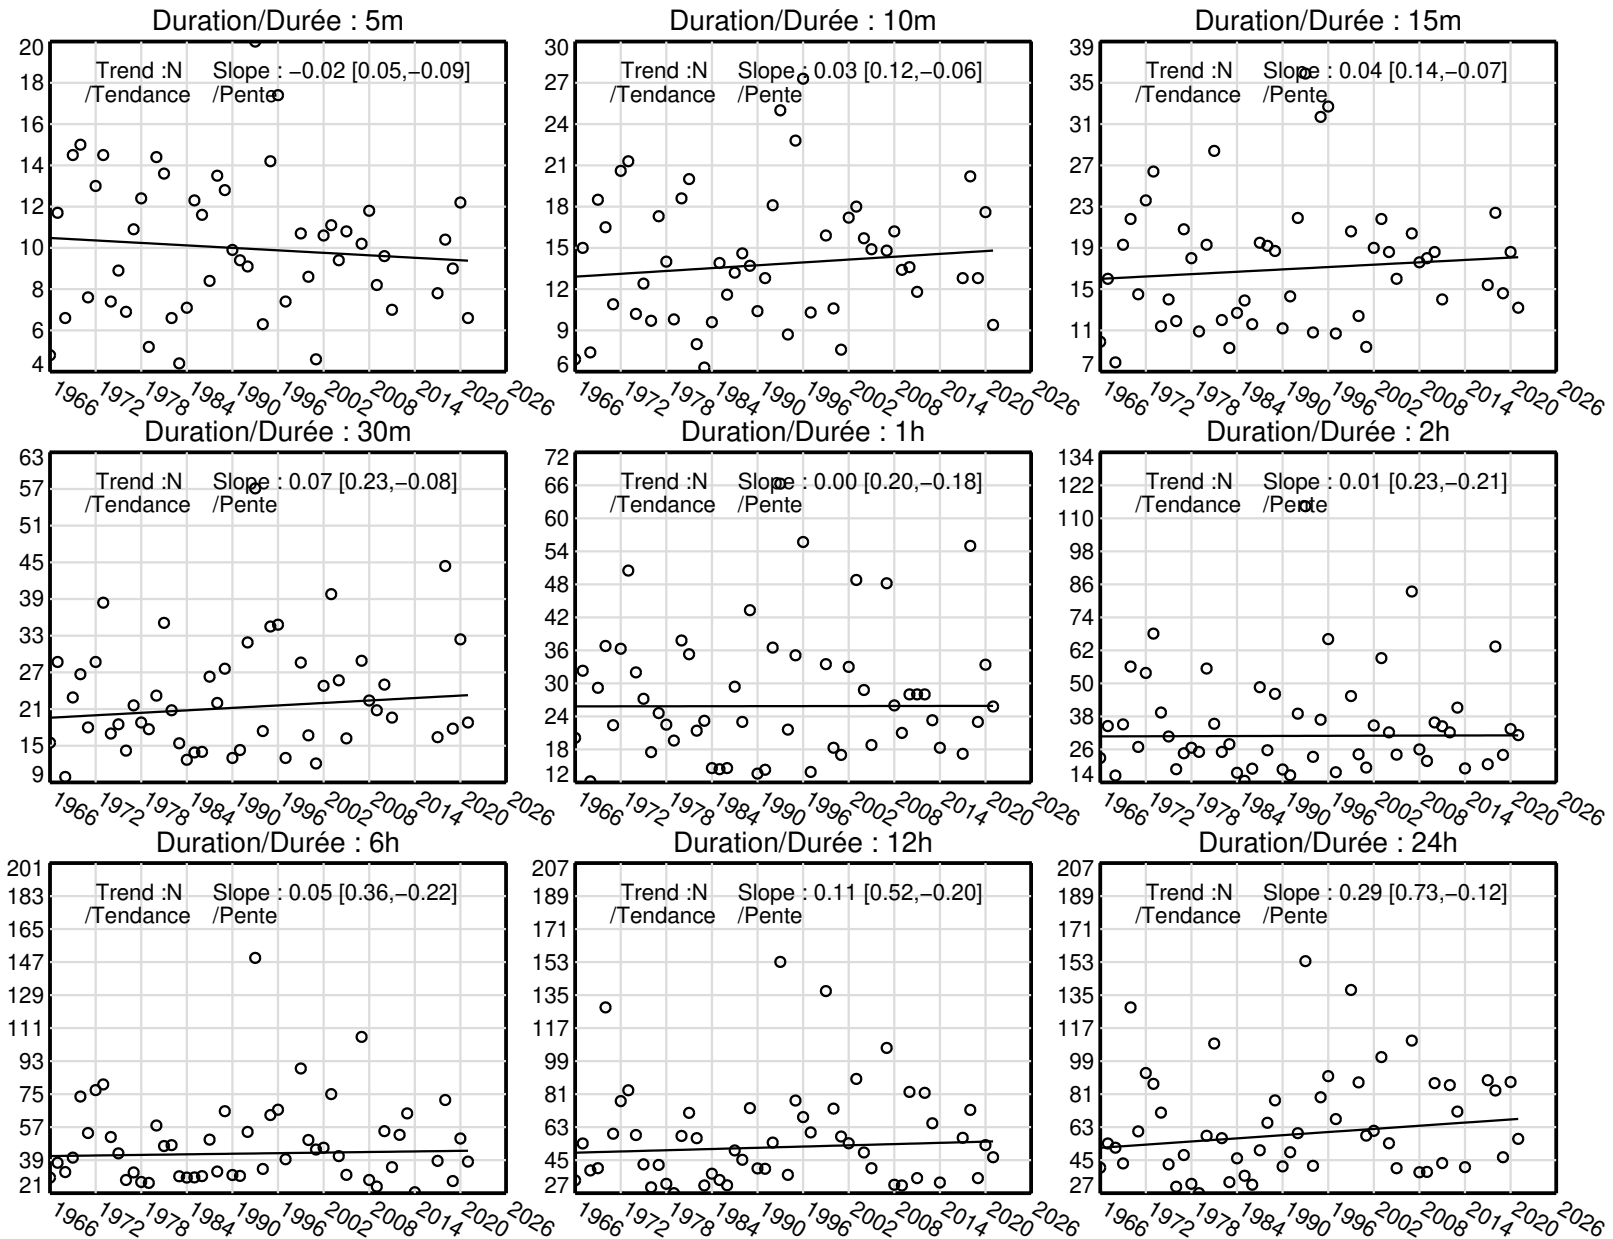 Duration/Durée : 5m
20
18
16
14
12
10
8
6
4
Trend :N Slope : −0.02 [0.05,−0.09]
/Tendance /Pente
1966 1972 1978 1984 1990 1996 2002 2008 2014 2020 2026
Duration/Durée : 10m
30
27
24
21
18
15
12
9
6
Trend :N Slope : 0.03 [0.12,−0.06]
/Tendance /Pente
1966 1972 1978 1984 1990 1996 2002 2008 2014 2020 2026
Duration/Durée : 15m
39
35
31
27
23
19
15
11
7
Trend :N Slope : 0.04 [0.14,−0.07]
/Tendance /Pente
1966 1972 1978 1984 1990 1996 2002 2008 2014 2020 2026
Duration/Durée : 30m
63
57
51
45
39
33
27
21
15
9
Trend :N Slope : 0.07 [0.23,−0.08]
/Tendance /Pente
1966 1972 1978 1984 1990 1996 2002 2008 2014 2020 2026
Duration/Durée : 1h
72
66
60
54
48
42
36
30
24
18
12
Trend :N Slope : 0.00 [0.20,−0.18]
/Tendance /Pente
1966 1972 1978 1984 1990 1996 2002 2008 2014 2020 2026
Duration/Durée : 2h
134
122
110
98
86
74
62
50
38
26
14
Trend :N Slope : 0.01 [0.23,−0.21]
/Tendance /Pente
1966 1972 1978 1984 1990 1996 2002 2008 2014 2020 2026
Duration/Durée : 6h
201
183
165
147
129
111
93
75
57
39
21
Trend :N Slope : 0.05 [0.36,−0.22]
/Tendance /Pente
1966 1972 1978 1984 1990 1996 2002 2008 2014 2020 2026
Duration/Durée : 12h
207
189
171
153
135
117
99
81
63
45
27
Trend :N Slope : 0.11 [0.52,−0.20]
/Tendance /Pente
1966 1972 1978 1984 1990 1996 2002 2008 2014 2020 2026
Duration/Durée : 24h
207
189
171
153
135
117
99
81
63
45
27
Trend :N Slope : 0.29 [0.73,−0.12]
/Tendance /Pente
1966 1972 1978 1984 1990 1996 2002 2008 2014 2020 2026